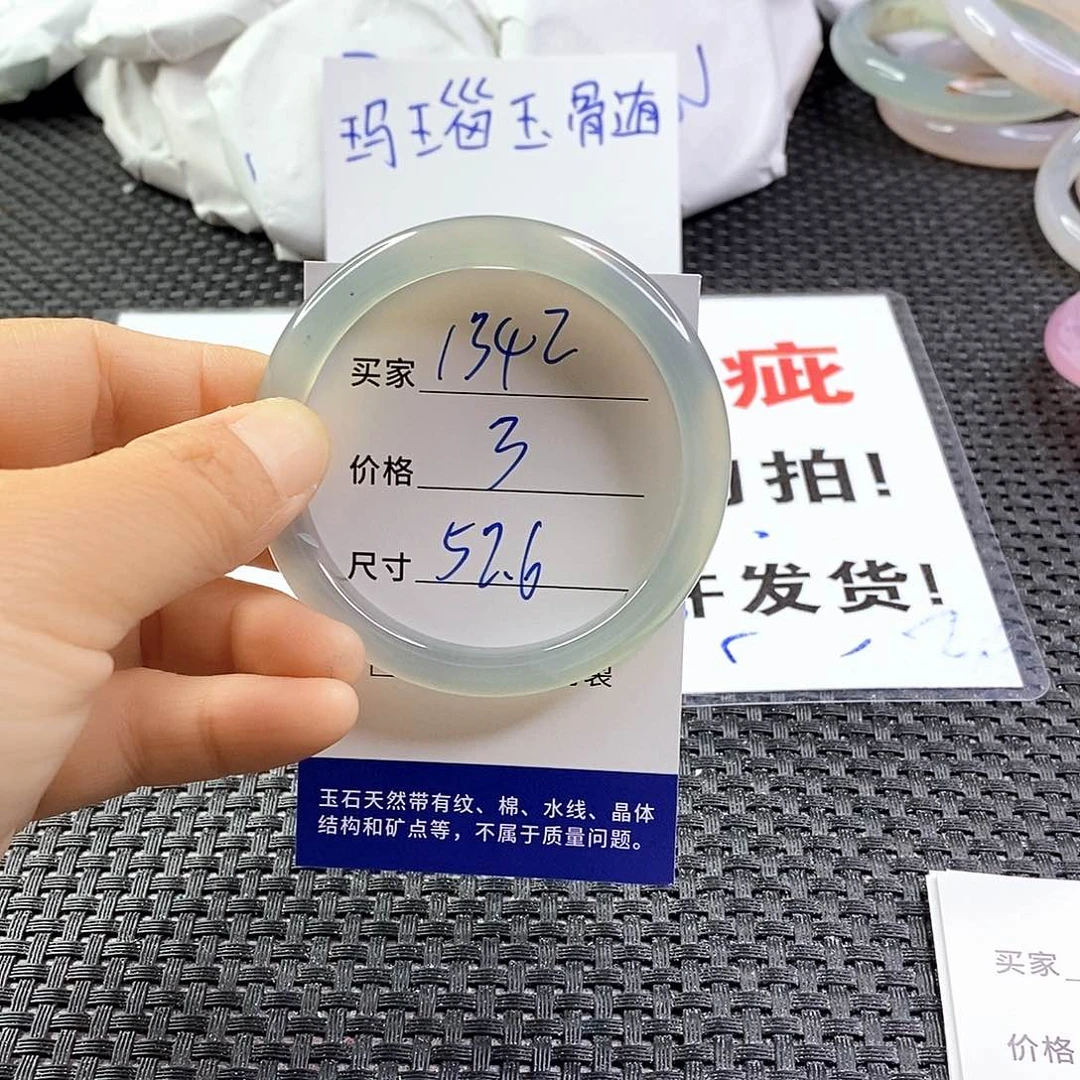 玛瑙玉骨髓
买家 1342
价格 3
尺寸 57.6
玉石天然带有纹、棉、水线、晶体
结构和矿点等，不属于质量问题。
疵
拍！
发货！
买家
价格